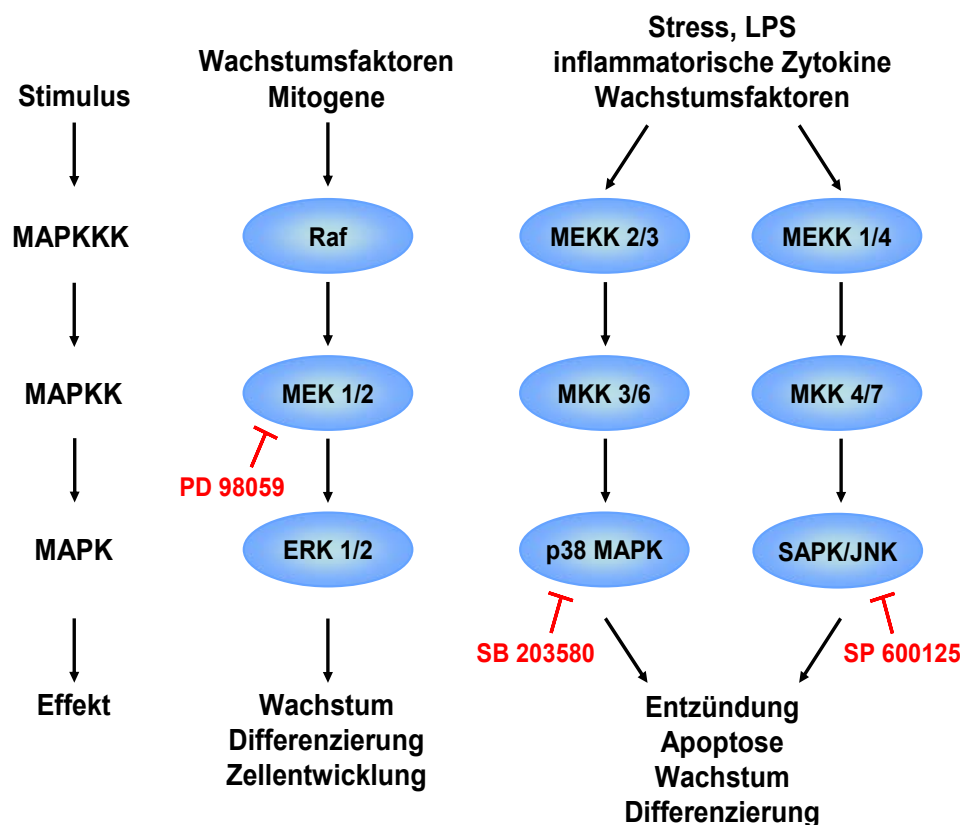 Stimulus
MAPKKK
MAPKK
MAPK
Effekt
Wachstumsfaktoren
Mitogene
Raf
MEK 1/2
PD 98059
ERK 1/2
Wachstum
Differenzierung
Zellentwicklung
Stress, LPS
inflammatorische Zytokine
Wachstumsfaktoren
MEKK 2/3
MKK 3/6
p38 MAPK
SB 203580
MEKK 1/4
MKK 4/7
SAPK/JNK
SP 600125
Entzündung
Apoptose
Wachstum
Differenzierung